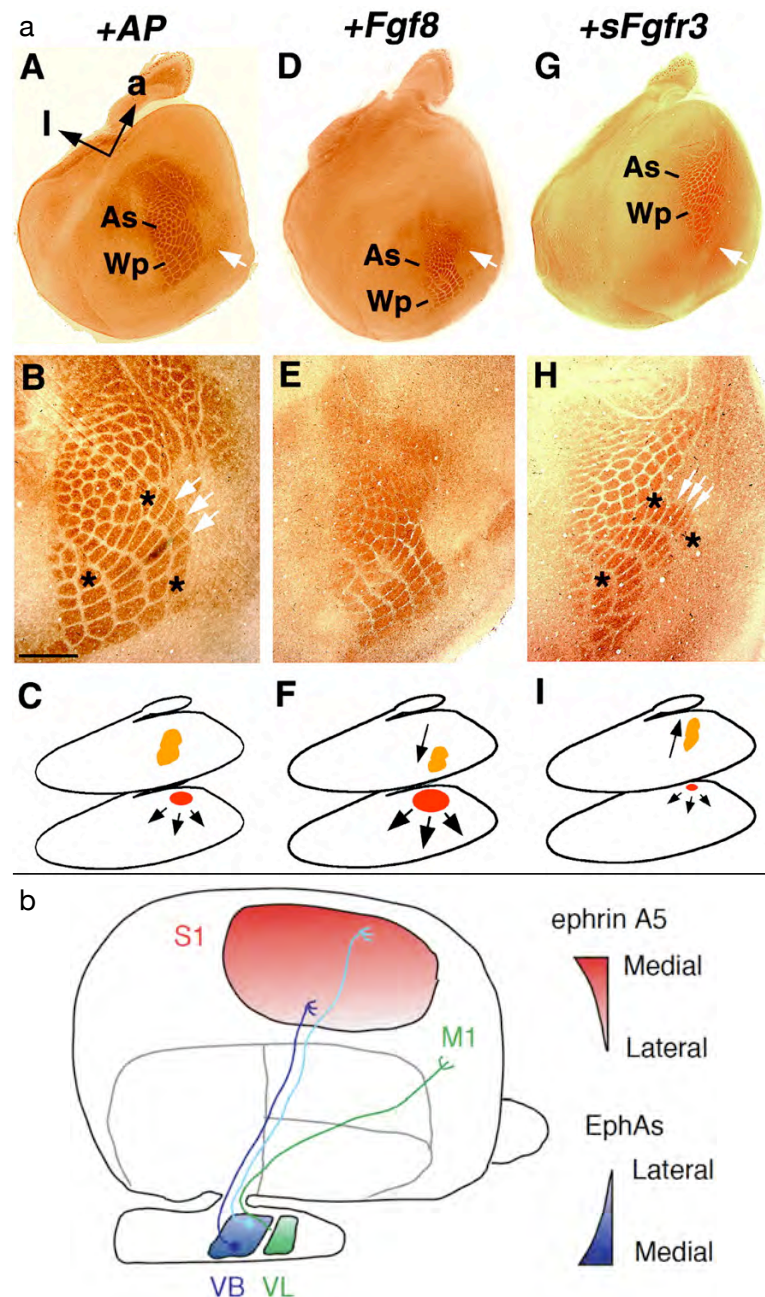 a
+AP
+Fgf8
+sFgfr3
A
a
l
As
Wp
D
As
Wp
G
As
Wp
B
*
*
*
E
H
*
*
*
C
F
I
b
S1
M1
VB
VL
ephrin A5
Medial
Lateral
EphAs
Lateral
Medial